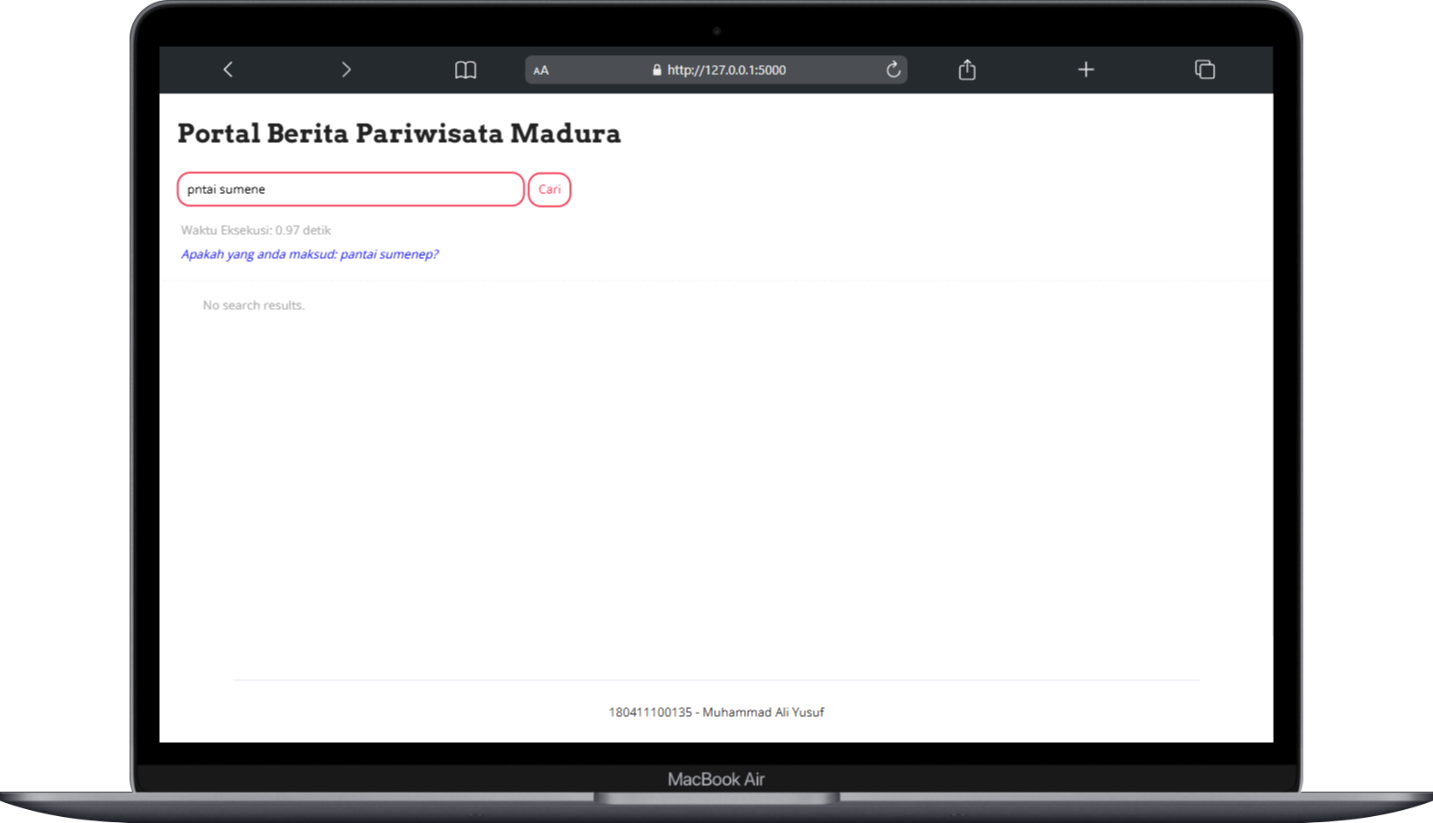 AA
http://127.0.0.1:5000
Portal Berita Pariwisata Madura
pntai sumene
Cari
Waktu Eksekusi: 0.97 detik
Apakah yang anda maksud: pantai sumenep?
No search results.
180411100135 - Muhammad Ali Yusuf
MacBook Air